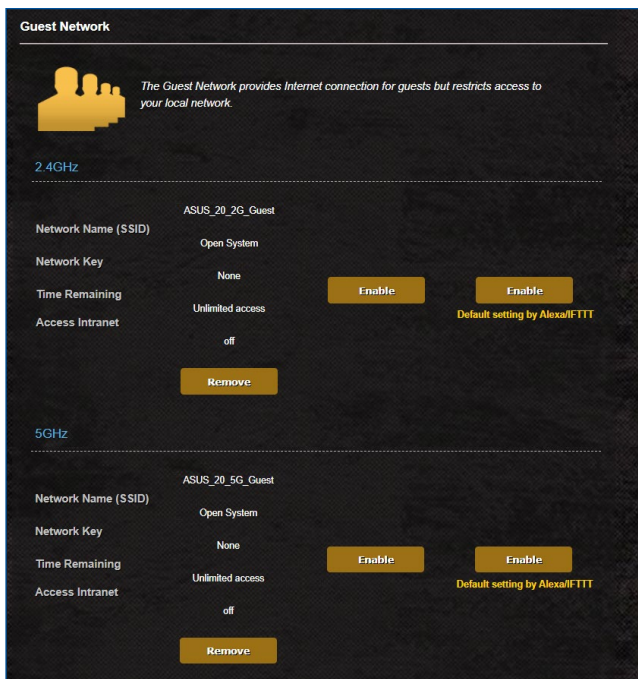 Guest Network
The Guest Network provides Internet connection for guests but restricts access to
your local network.
2.4GHz
ASUS_20_2G_Guest
Network Name (SSID)
Open System
Network Key
None
Time Remaining
Enable
Enable
Unlimited access
Default setting by Alexa/IFTTT
Access Intranet
off
Remove
5GHz
ASUS_20_5G_Guest
Network Name (SSID)
Open System
Network Key
None
Time Remaining
Enable
Enable
Unlimited access
Default setting by Alexa/IFTTT
Access Intranet
off
Remove